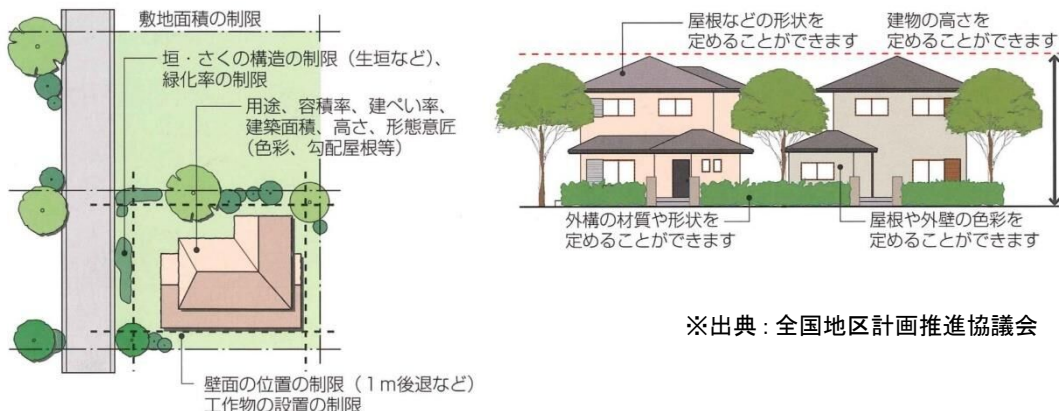 敷地面積の制限
垣・さくの構造の制限（生垣など）、
緑化率の制限
用途、容積率、建ぺい率、
建築面積、高さ、形態意匠
（色彩、勾配屋根等）
壁面の位置の制限（１ｍ後退など）
工作物の設置の制限
屋根などの形状を
定めることができます
建物の高さを
定めることができます
外構の材質や形状を
定めることができます
屋根や外壁の色彩を
定めることができます
※出典：全国地区計画推進協議会